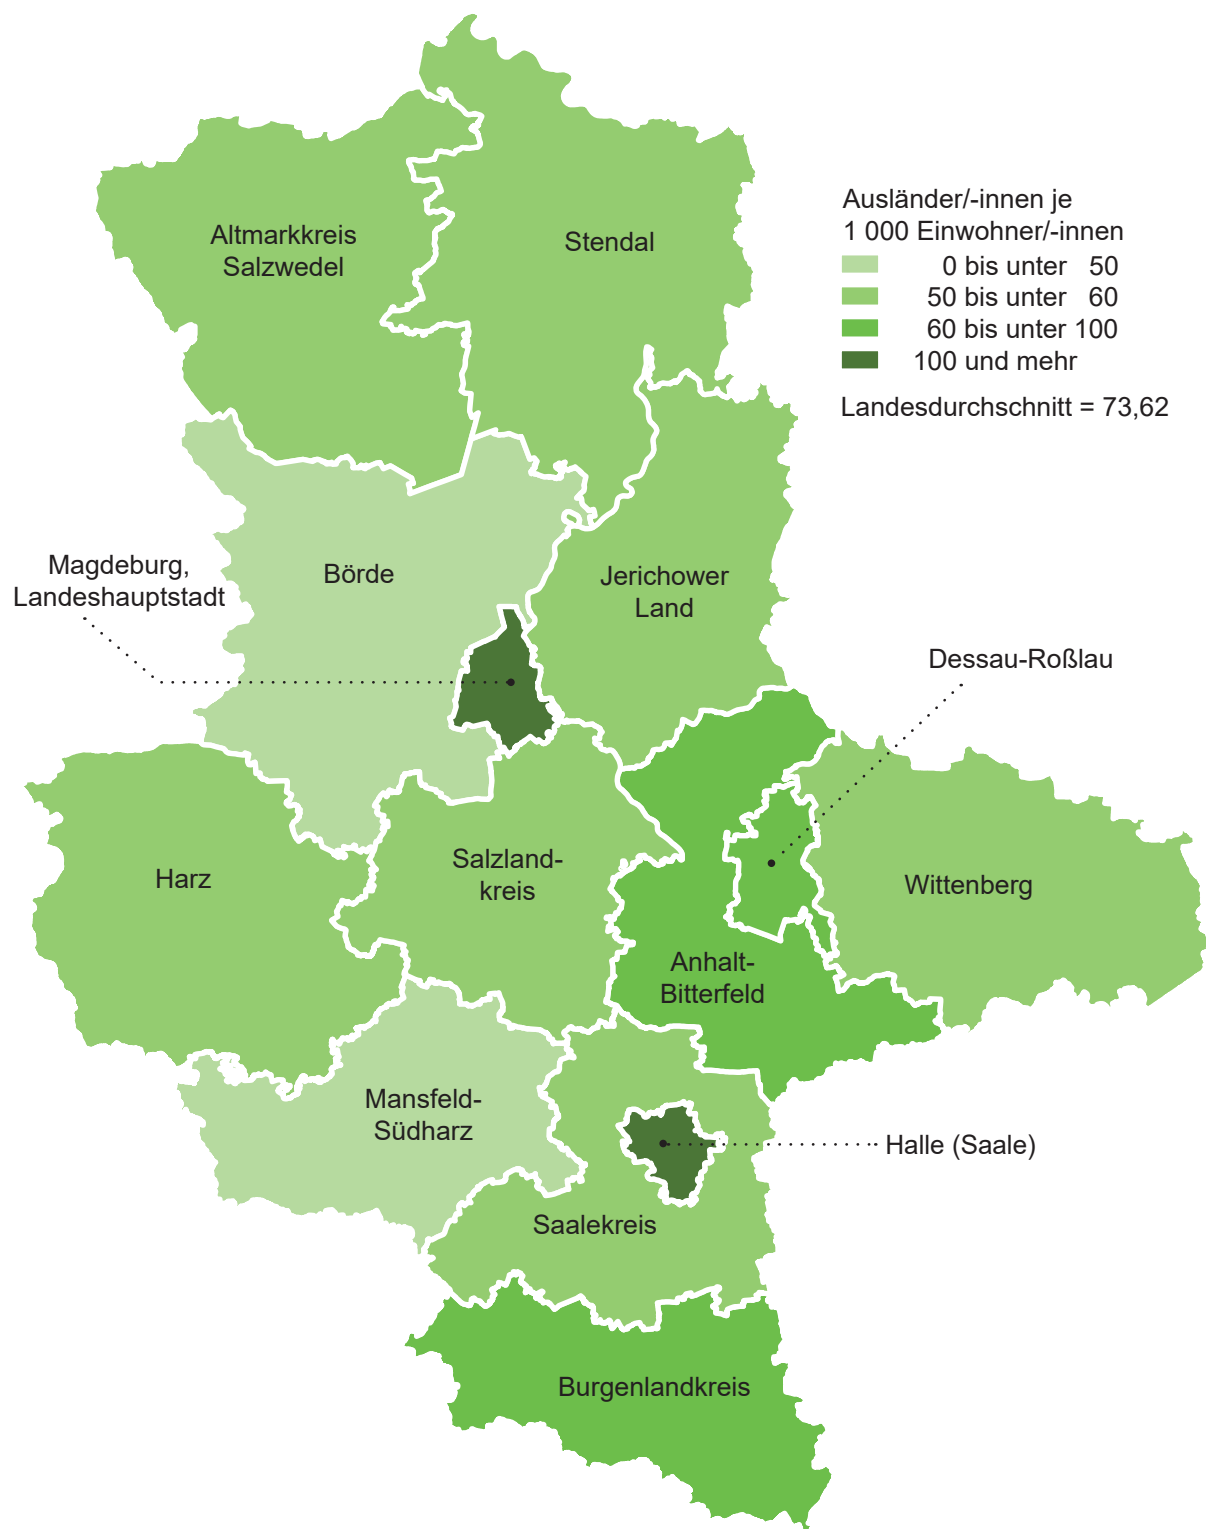 Ausländer/-innen je
1 000 Einwohner/-innen
0 bis unter 50
50 bis unter 60
60 bis unter 100
100 und mehr
Landesdurchschnitt = 73,62
Altmarkkreis
Salzwedel
Stendal
Magdeburg,
Landeshauptstadt
Börde
Jerichower
Land
Dessau-Roßlau
Harz
Salzland-
kreis
Wittenberg
Anhalt-
Bitterfeld
Mansfeld-
Südharz
Halle (Saale)
Saalekreis
Burgenlandkreis